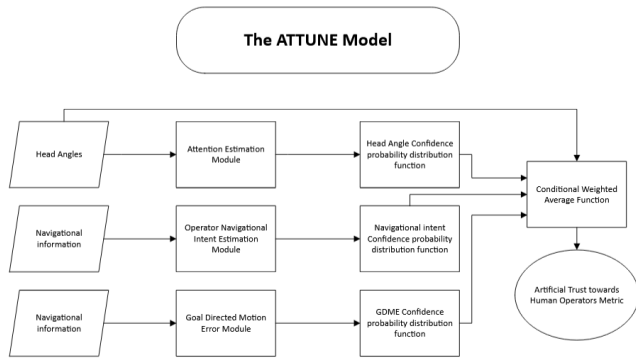 The ATTUNE Model
Head Angles
Attention Estimation
Module
Head Angle Confidence
probability distribution
function
Conditional Weighted
Average Function
Navigational
information
Operator Navigational
Intent Estimation
Module
Navigational intent
Confidence probability
distribution function
Artificial Trust towards
Human Operators Metric
Navigational
information
Goal Directed Motion
Error Module
GDME Confidence
probability distribution
function